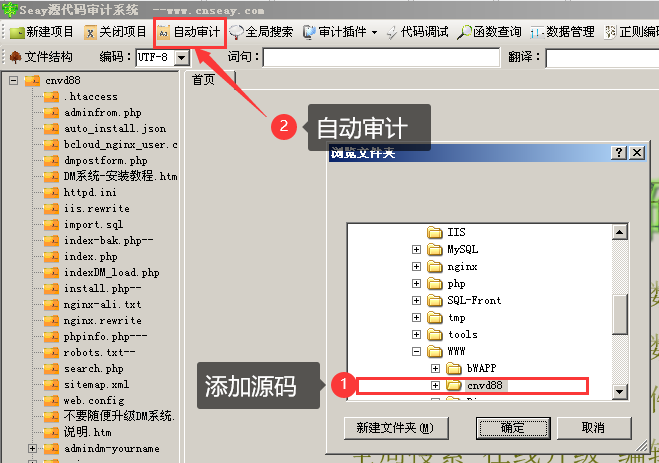 Seay源代码审计系统 --www.cnseay.com
新建项目 关闭项目 自动审计 全局搜索 审计插件 代码调试 函数查询 数据管理 正则编
文件结构 编码: UTF-8 词句: 翻译:
cnvd88 首页
.htaccess
adminfrom.php
auto_install.json
bcloud_nginx_user.c
dmpostform.php
DM系统-安装教程.htm
httpd.ini
iis.rewrite
import.sql
index-bak.php--
index.php
indexDM_load.php
install.php--
nginx-ali.txt
nginx.rewrite
phpinfo.php---
robots.txt--
search.php
sitemap.xml
web.config
不要随便升级DM系统.
说明.htm
admindm-yourname
2 自动审计
浏览文件夹
IIS
MySQL
nginx
php
SQL-Front
tmp
tools
WWW
bWAPP
添加源码 1 cnvd88
新建文件夹(M) 确定 取消